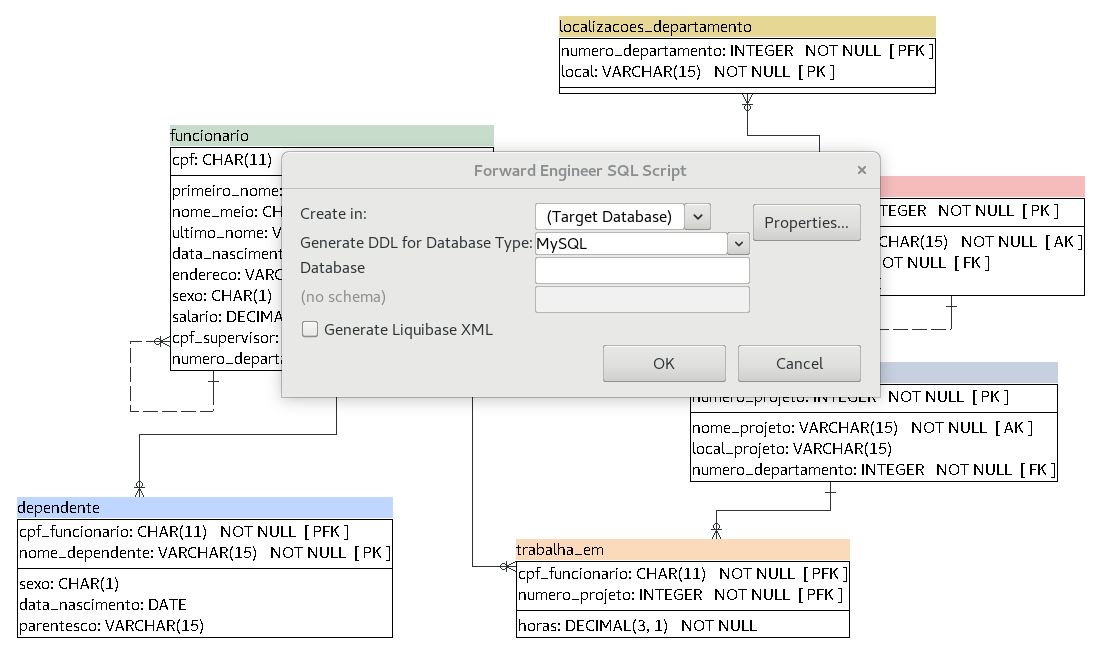 localizacoes_departamento
numero_departamento: INTEGER NOT NULL [ PFK ]
local: VARCHAR(15) NOT NULL [ PK ]
funcionario
cpf: CHAR(11)
primeiro_nome:
nome_meio: CH
ultimo_nome: V
data_nasciment
endereco: VARC
sexo: CHAR(1)
salario: DECIMA
cpf_supervisor:
numero_departa
Forward Engineer SQL Script
×
Create in:
(Target Database)
Properties...
Generate DDL for Database Type:
MySQL
Database
(no schema)
Generate Liquibase XML
OK
Cancel
TEGER NOT NULL [ PK ]
CHAR(15) NOT NULL [ AK ]
OT NULL [ FK ]
numero_projeto: INTEGER NOT NULL [ PK ]
nome_projeto: VARCHAR(15) NOT NULL [ AK ]
local_projeto: VARCHAR(15)
numero_departamento: INTEGER NOT NULL [ FK ]
dependente
cpf_funcionario: CHAR(11) NOT NULL [ PFK ]
nome_dependente: VARCHAR(15) NOT NULL [ PK ]
sexo: CHAR(1)
data_nascimento: DATE
parentesco: VARCHAR(15)
trabalha_em
cpf_funcionario: CHAR(11) NOT NULL [ PFK ]
numero_projeto: INTEGER NOT NULL [ PFK ]
horas: DECIMAL(3, 1) NOT NULL